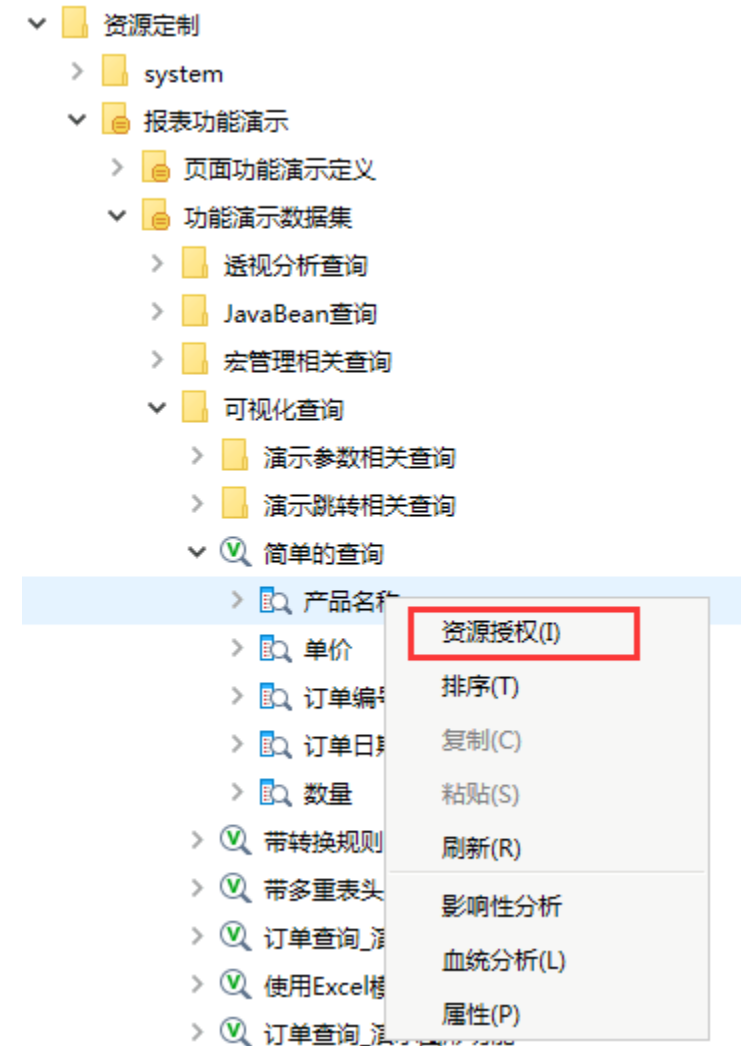 资源定制
system
报表功能演示
页面功能演示定义
功能演示数据集
透视分析查询
JavaBean查询
宏管理相关查询
可视化查询
演示参数相关查询
演示跳转相关查询
简单的查询
产品名称
资源授权(I)
单价
排序(T)
订单编号
复制(C)
订单日期
粘贴(S)
数量
刷新(R)
带转换规则
带多重表头
影响性分析
订单查询_演
血统分析(L)
使用Excel模
属性(P)
订单查询_演示